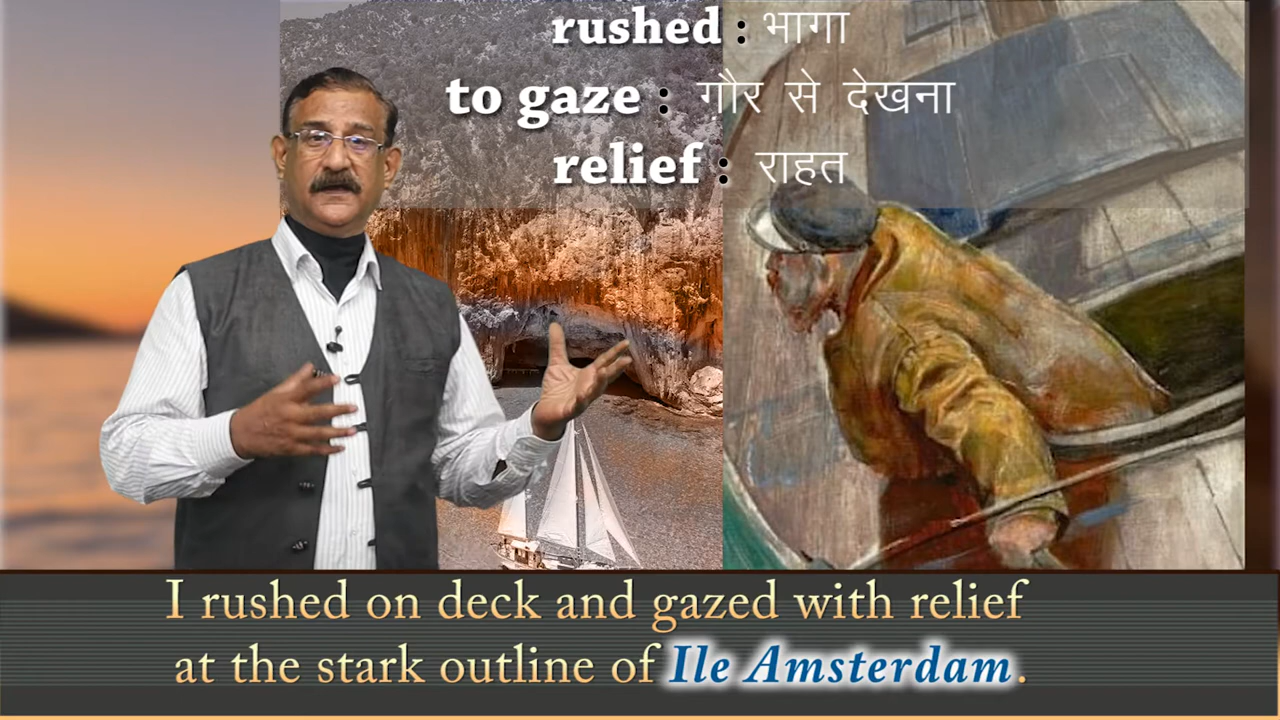 rushed : भागा
to gaze : गौर से देखना
relief : राहत
I rushed on deck and gazed with relief
at the stark outline of Ile Amsterdam.